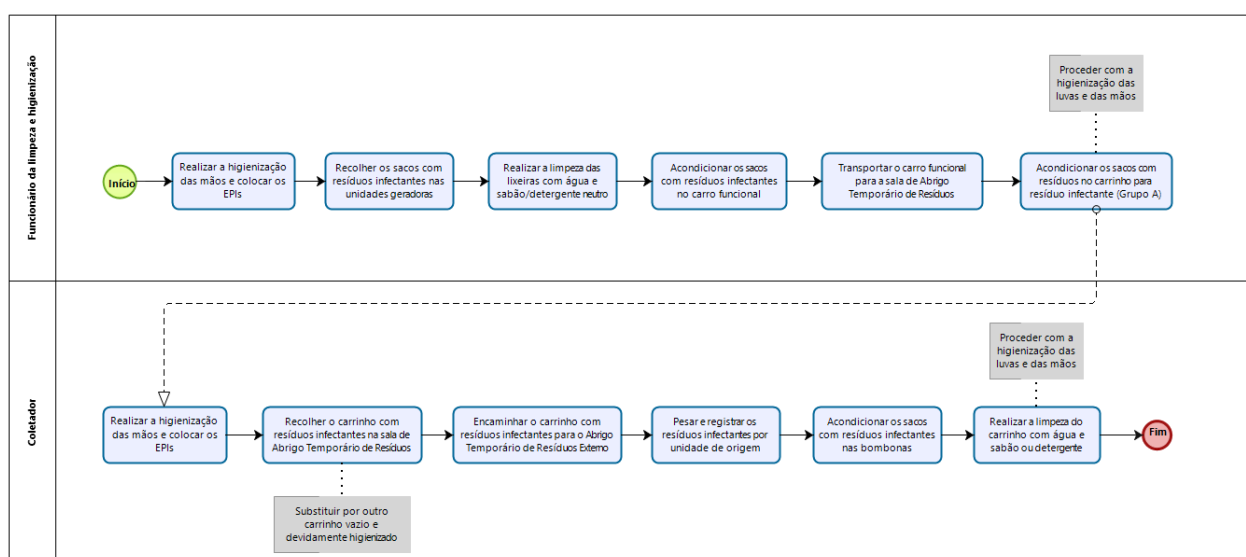 Funcionário da limpeza e higienização
Proceder com a
higienização das
luvas e das mãos
Início
Realizar a higienização
das mãos e colocar os
EPIs
Recolher os sacos com
resíduos infectantes nas
unidades geradoras
Realizar a limpeza das
lixeiras com água e
sabão/detergente neutro
Acondicionar os sacos
com resíduos infectantes
no carro funcional
Transportar o carro funcional
para a sala de Abrigo
Temporário de Resíduos
Acondicionar os sacos com
resíduos no carrinho para
resíduo infectante (Grupo A)
Coletador
Proceder com a
higienização das
luvas e das mãos
Realizar a higienização
das mãos e colocar os
EPIs
Recolher o carrinho com
resíduos infectantes na sala de
Abrigo Temporário de Resíduos
Encaminhar o carrinho com
resíduos infectantes para o Abrigo
Temporário de Resíduos Externo
Pesar e registrar os
resíduos infectantes por
unidade de origem
Acondicionar os sacos
com resíduos infectantes
nas bombonas
Realizar a limpeza do
carrinho com água e
sabão ou detergente
Fim
Substituir por outro
carrinho vazio e
devidamente higienizado